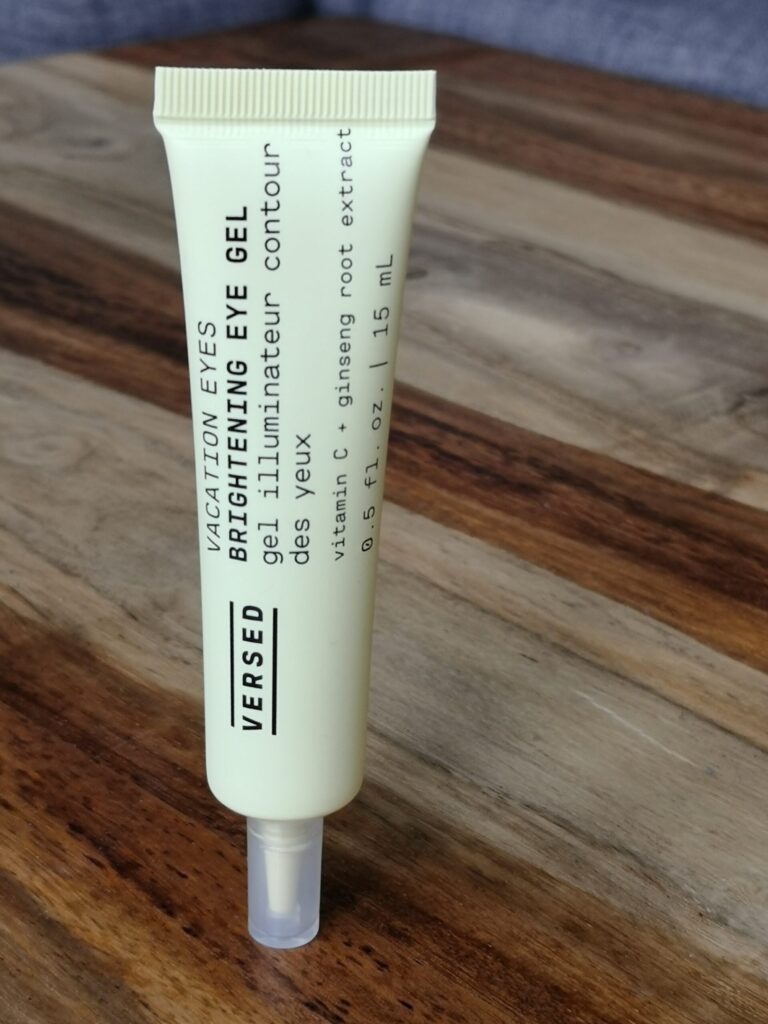 VACATION EYES
BRIGHTENING EYE GEL
gel illuminateur contour
des yeux
vitamin C + ginseng root extract
0.5 fl. oz. | 15 mL
VERSED